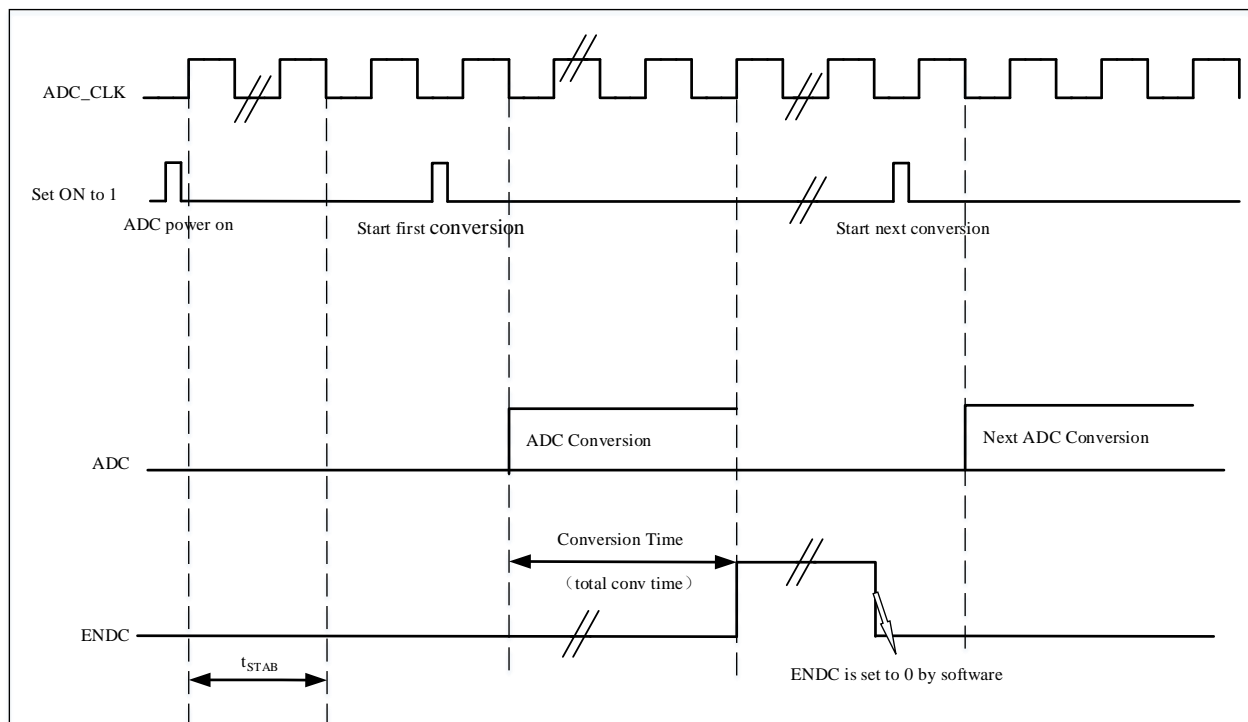 ADC_CLK
Set ON to 1
ADC power on
Start first conversion
Start next conversion
ADC Conversion
Next ADC Conversion
ADC
Conversion Time
（total conv time）
ENDC
tSTAB
ENDC is set to 0 by software